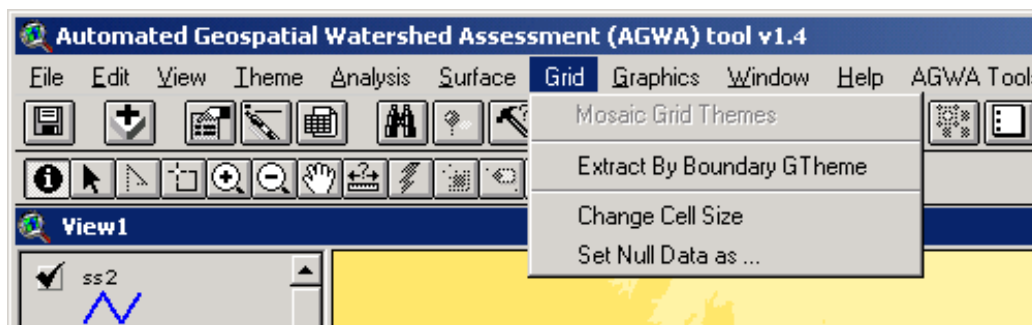 Automated Geospatial Watershed Assessment (AGWA) tool v1.4
File Edit View Theme Analysis Surface Grid Graphics Window Help AGWA Tool
Mosaic Grid Themes
Extract By Boundary GTheme
Change Cell Size
Set Null Data as ...
View1
ss2